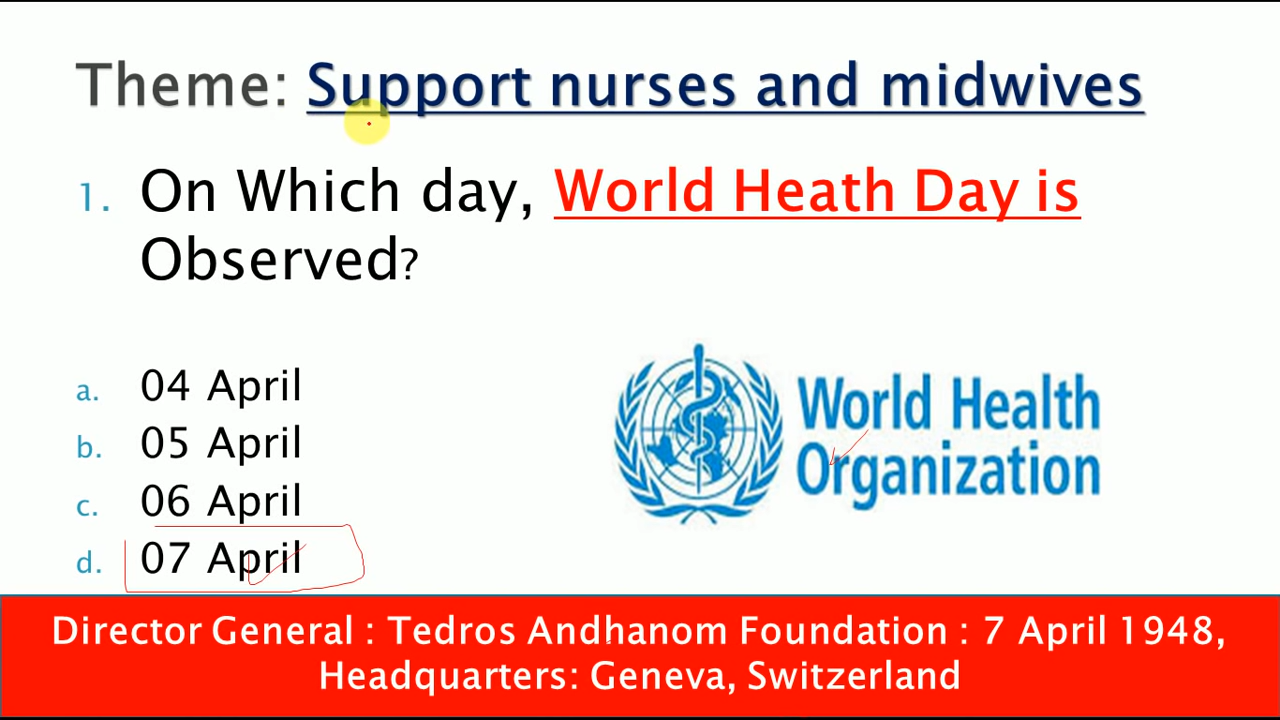 Theme: Support nurses and midwives
1. On Which day, World Heath Day is
Observed?
a. 04 April
b. 05 April
c. 06 April
d. 07 April
World Health
Organization
Director General : Tedros Andhanom Foundation : 7 April 1948,
Headquarters: Geneva, Switzerland